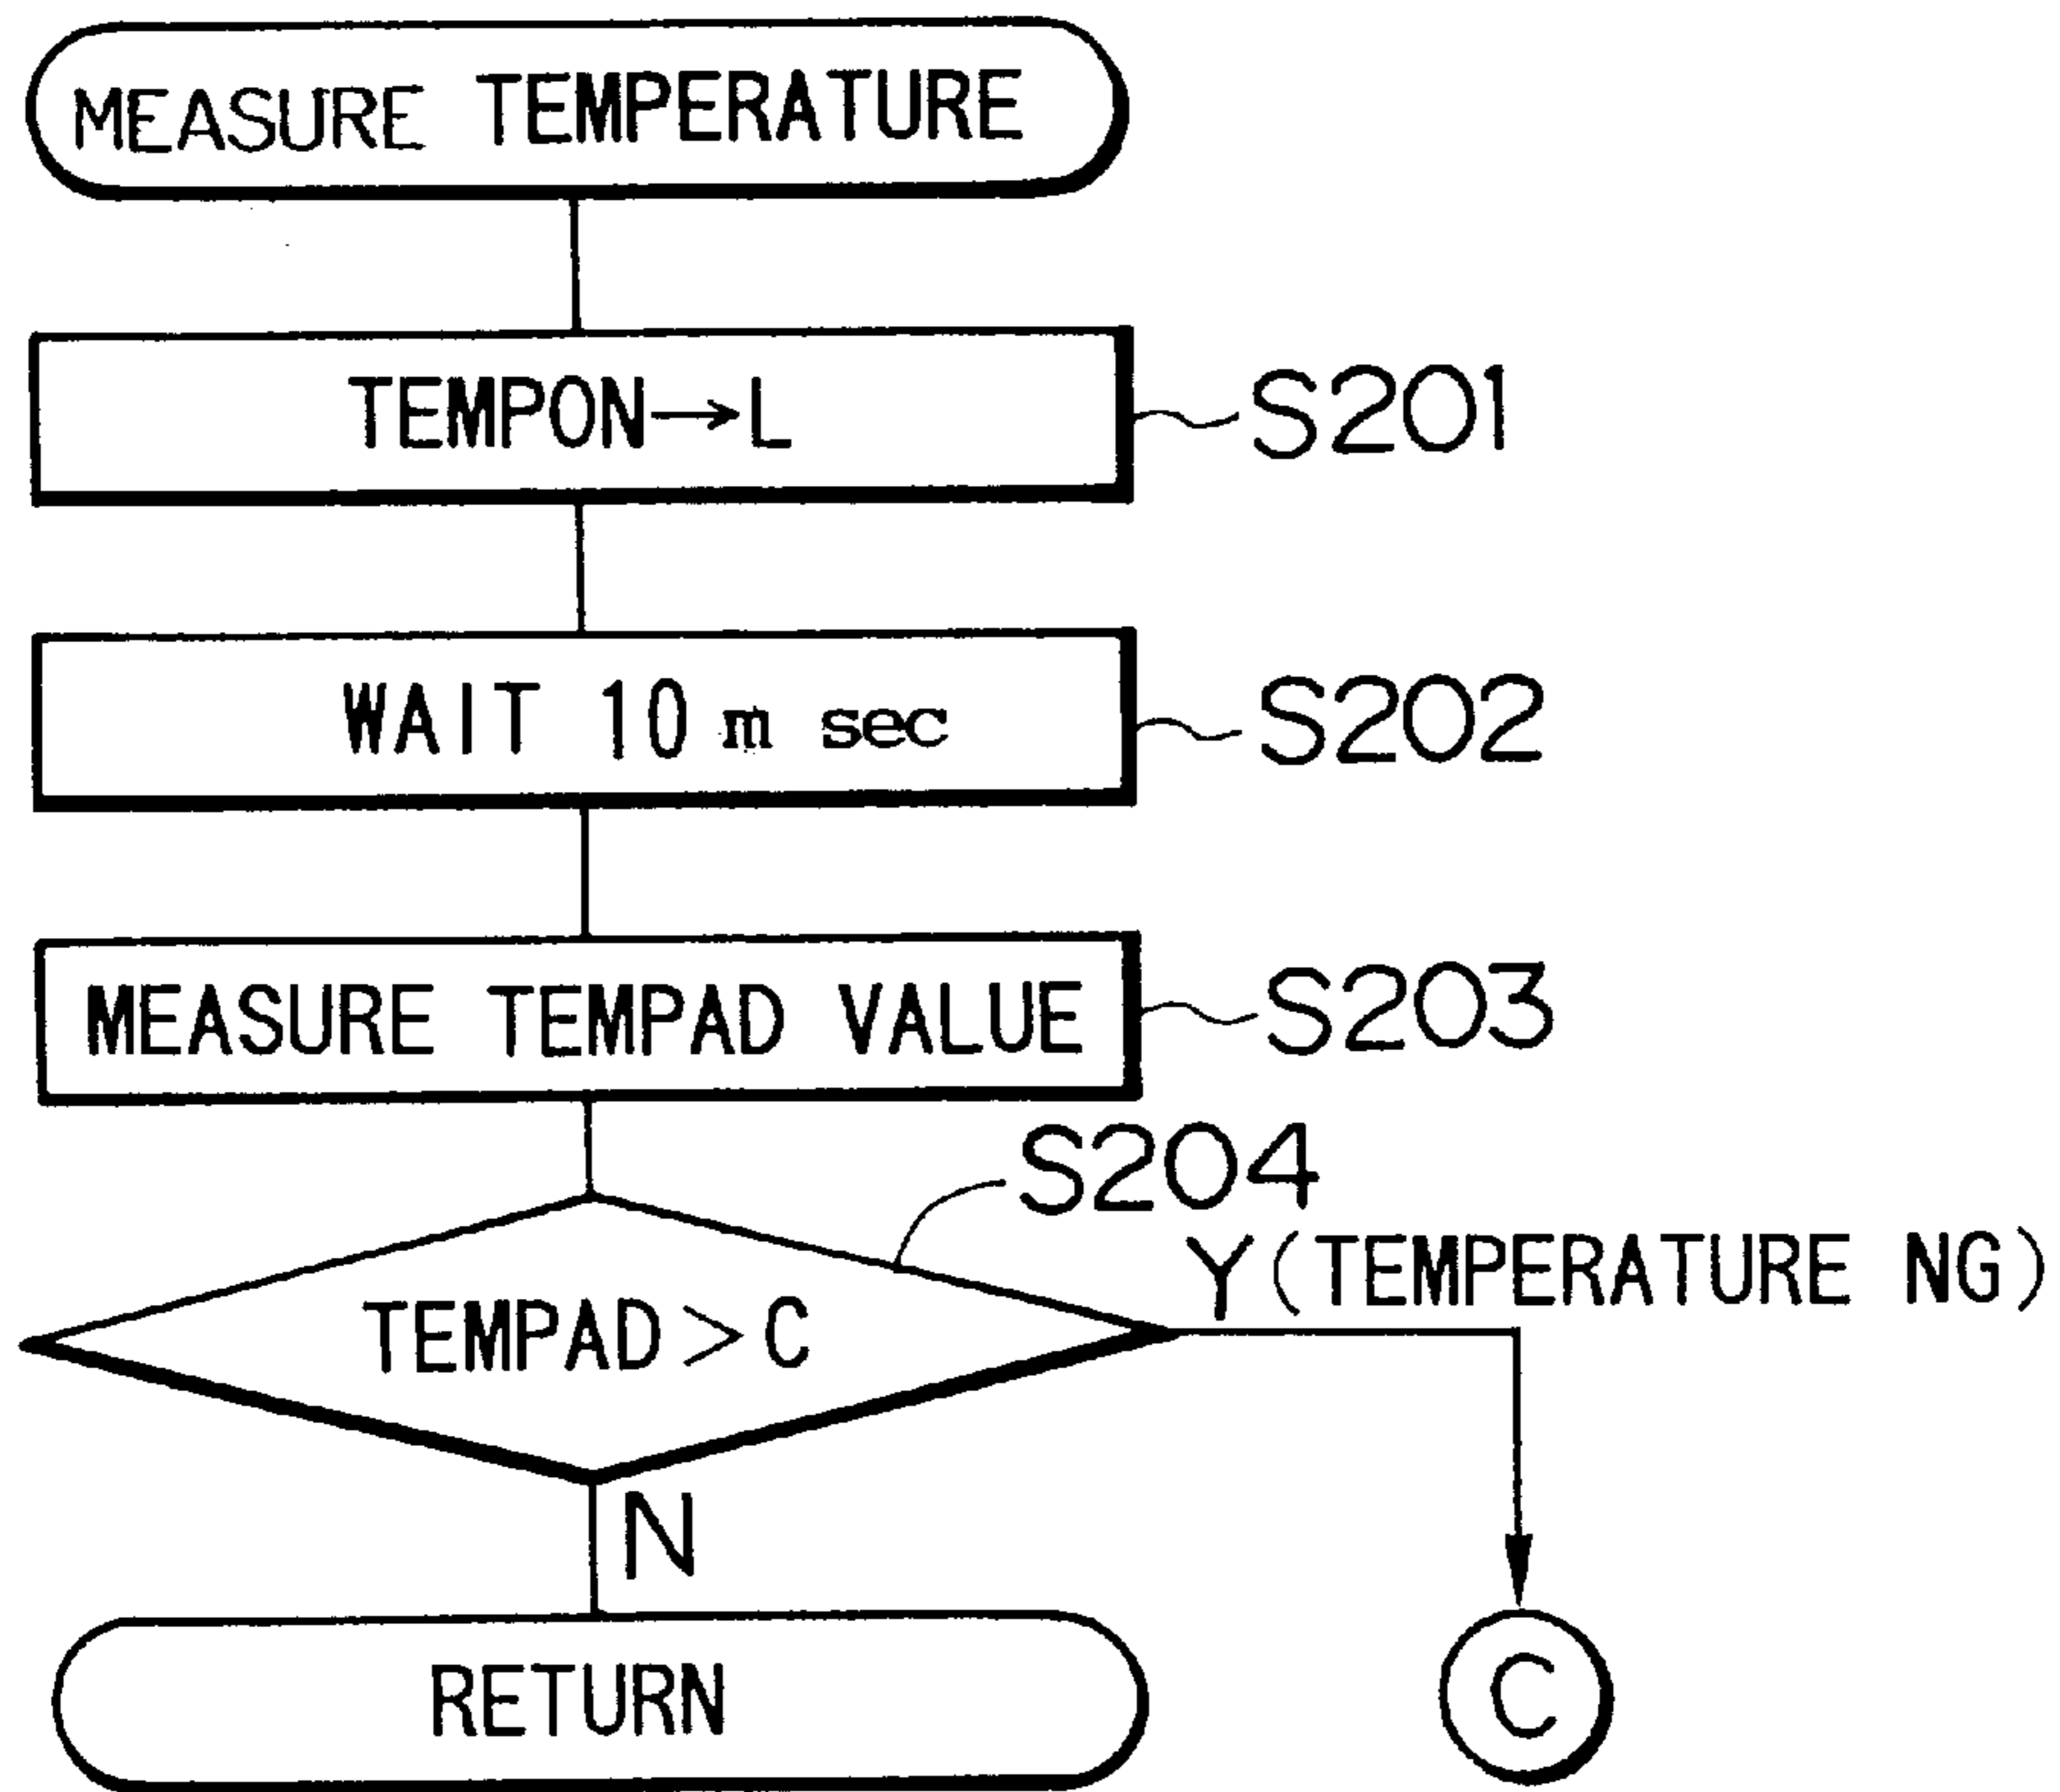 MEASURE TEMPERATURE
TEMPON→L
S201
WAIT 10 m sec
S202
MEASURE TEMPAD VALUE
S203
S204
Y(TEMPERATURE NG)
TEMPAD>C
N
RETURN
C